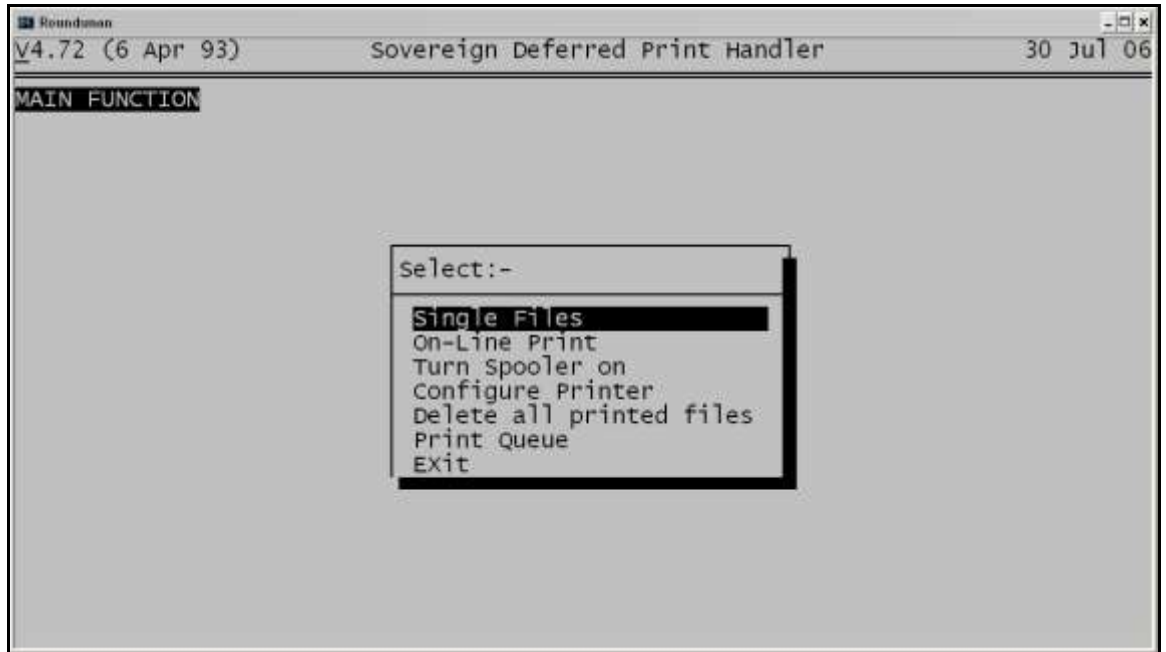 Roundsman
V4.72 (6 Apr 93) Sovereign Deferred Print Handler 30 Jul 06
MAIN FUNCTION
Select:-
Single Files
On-Line Print
Turn Spooler on
Configure Printer
Delete all printed files
Print Queue
EXit